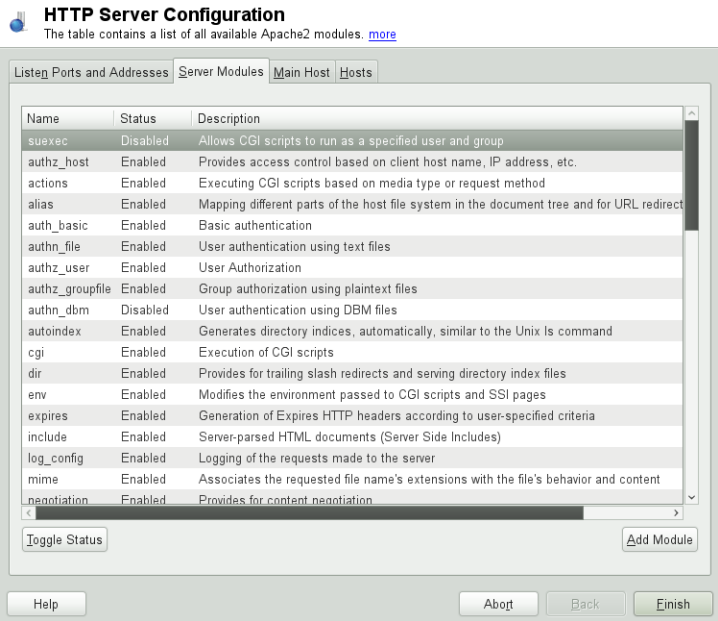 HTTP Server Configuration
The table contains a list of all available Apache2 modules. more
Listen Ports and Addresses Server Modules Main Host Hosts
Name Status Description
suexec Disabled Allows CGI scripts to run as a specified user and group
authz_host Enabled Provides access control based on client host name, IP address, etc.
actions Enabled Executing CGI scripts based on media type or request method
alias Enabled Mapping different parts of the host file system in the document tree and for URL redirect
auth_basic Enabled Basic authentication
authn_file Enabled User authentication using text files
authz_user Enabled User Authorization
authz_groupfile Enabled Group authorization using plaintext files
authn_dbm Disabled User authentication using DBM files
autoindex Enabled Generates directory indices, automatically, similar to the Unix ls command
cgi Enabled Execution of CGI scripts
dir Enabled Provides for trailing slash redirects and serving directory index files
env Enabled Modifies the environment passed to CGI scripts and SSI pages
expires Enabled Generation of Expires HTTP headers according to user-specified criteria
include Enabled Server-parsed HTML documents (Server Side Includes)
log_config Enabled Logging of the requests made to the server
mime Enabled Associates the requested file name's extensions with the file's behavior and content
negotiation Enabled Provides for content negotiation
Toggle Status Add Module
Help Abort Back Finish